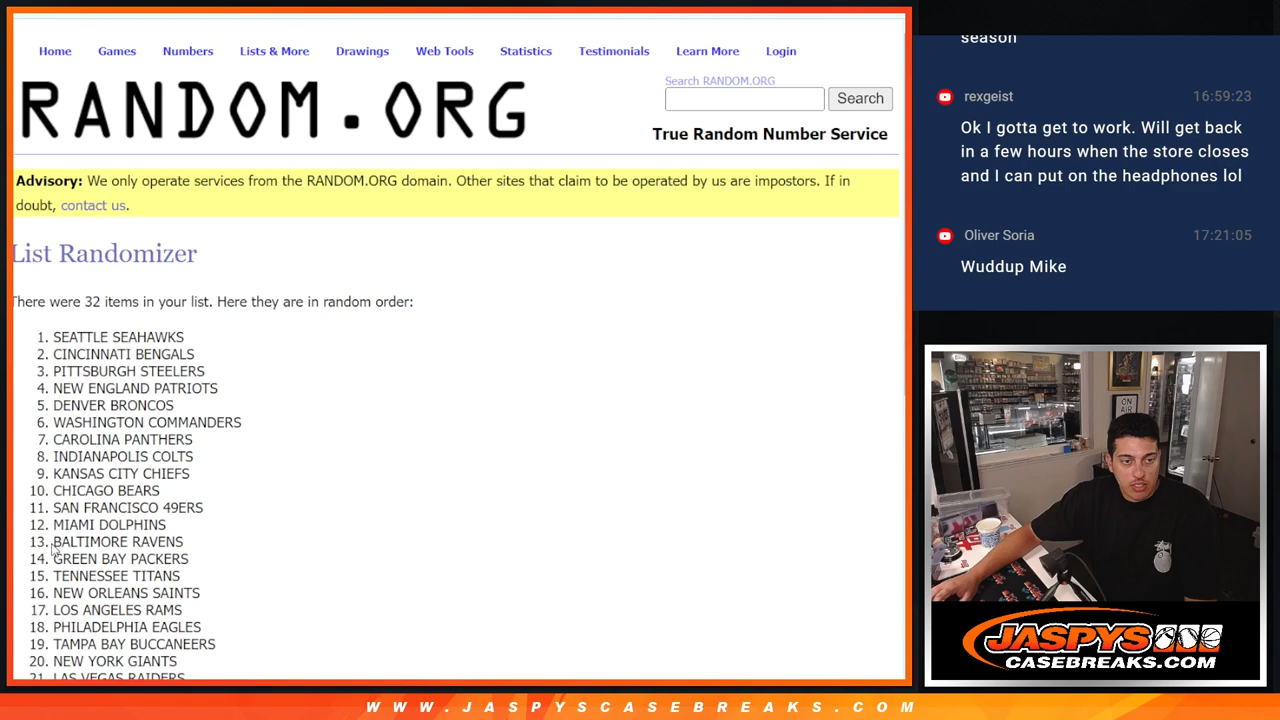 Home Games Numbers Lists & More Drawings Web Tools Statistics Testimonials Learn More Login
RANDOM.ORG
Search RANDOM.ORG
Search
True Random Number Service
Advisory: We only operate services from the RANDOM.ORG domain. Other sites that claim to be operated by us are impostors. If in
doubt, contact us.
List Randomizer
There were 32 items in your list. Here they are in random order:
1. SEATTLE SEAHAWKS
2. CINCINNATI BENGALS
3. PITTSBURGH STEELERS
4. NEW ENGLAND PATRIOTS
5. DENVER BRONCOS
6. WASHINGTON COMMANDERS
7. CAROLINA PANTHERS
8. INDIANAPOLIS COLTS
9. KANSAS CITY CHIEFS
10. CHICAGO BEARS
11. SAN FRANCISCO 49ERS
12. MIAMI DOLPHINS
13. BALTIMORE RAVENS
14. GREEN BAY PACKERS
15. TENNESSEE TITANS
16. NEW ORLEANS SAINTS
17. LOS ANGELES RAMS
18. PHILADELPHIA EAGLES
19. TAMPA BAY BUCCANEERS
20. NEW YORK GIANTS
21. LAS VEGAS RAIDERS
season
rexgeist 16:59:23
Ok I gotta get to work. Will get back
in a few hours when the store closes
and I can put on the headphones lol
Oliver Soria 17:21:05
Wuddup Mike
ON
AIR
JASPYS
CASEBREAKS.COM
WWW.JASPYSCASEBREAKS.COM